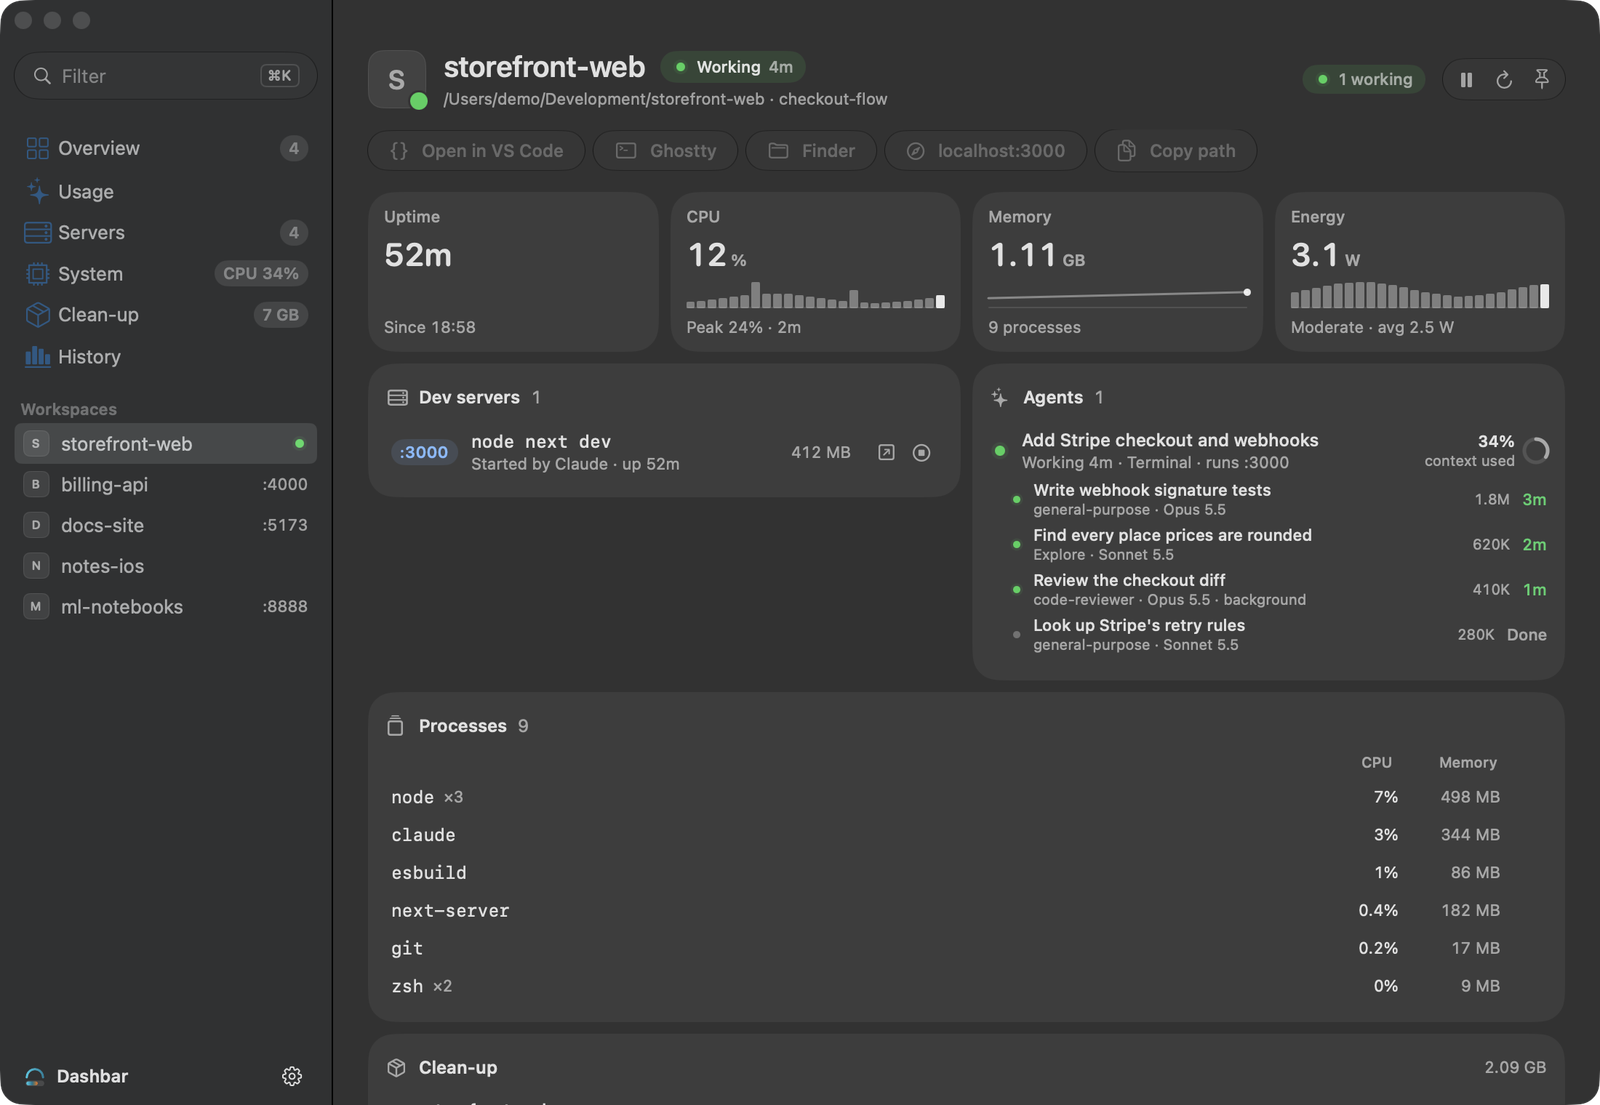 Filter ⌘K
Overview 4
Usage
Servers 4
System CPU 34%
Clean-up 7 GB
History
Workspaces
S storefront-web
B billing-api :4000
D docs-site :5173
N notes-ios
M ml-notebooks :8888
Dashbar
S
storefront-web Working 4m
/Users/demo/Development/storefront-web · checkout-flow
1 working
{} Open in VS Code Ghostty Finder localhost:3000 Copy path
Uptime
52m
Since 18:58
CPU
12 %
Peak 24% · 2m
Memory
1.11 GB
9 processes
Energy
3.1 W
Moderate · avg 2.5 W
Dev servers 1
:3000
node next dev
Started by Claude · up 52m
412 MB
Agents 1
Add Stripe checkout and webhooks
Working 4m · Terminal · runs :3000
34%
context used
Write webhook signature tests
general-purpose · Opus 5.5
1.8M 3m
Find every place prices are rounded
Explore · Sonnet 5.5
620K 2m
Review the checkout diff
code-reviewer · Opus 5.5 · background
410K 1m
Look up Stripe's retry rules
general-purpose · Sonnet 5.5
280K Done
Processes 9
CPU Memory
node ×3 7% 498 MB
claude 3% 344 MB
esbuild 1% 86 MB
next-server 0.4% 182 MB
git 0.2% 17 MB
zsh ×2 0% 9 MB
Clean-up 2.09 GB